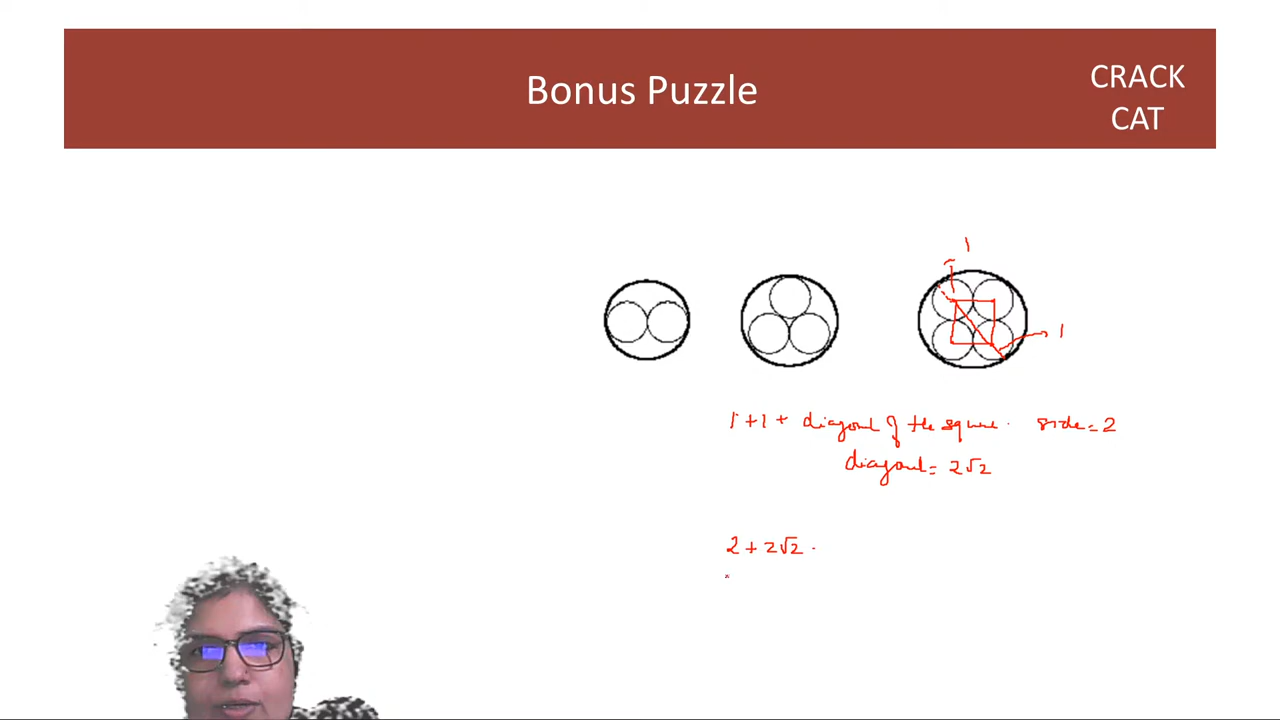 Bonus Puzzle
CRACK
CAT
1
1
1 + 1 + diagonal of the square. side = 2
diagonal = 2√2
2 + 2√2 .